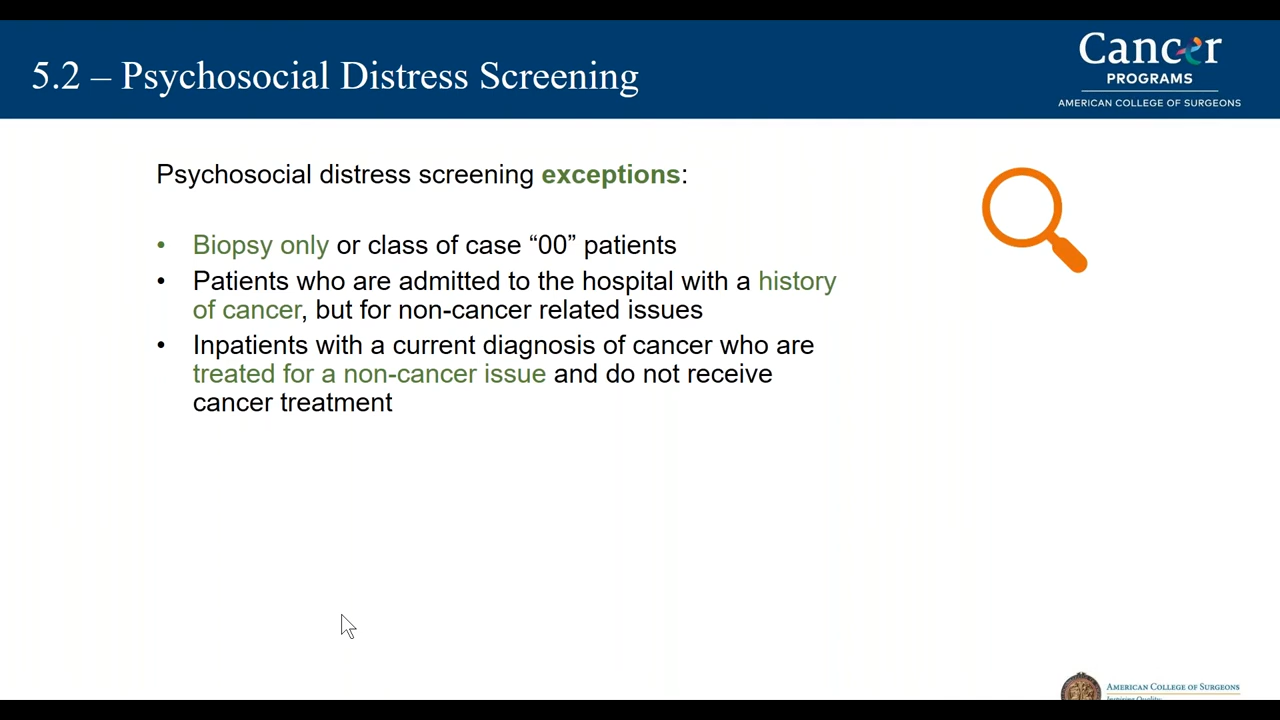 5.2 – Psychosocial Distress Screening
Cancer
PROGRAMS
AMERICAN COLLEGE OF SURGEONS
Psychosocial distress screening exceptions:
• Biopsy only or class of case “00” patients
• Patients who are admitted to the hospital with a history
of cancer, but for non-cancer related issues
• Inpatients with a current diagnosis of cancer who are
treated for a non-cancer issue and do not receive
cancer treatment
AMERICAN COLLEGE OF SURGEONS